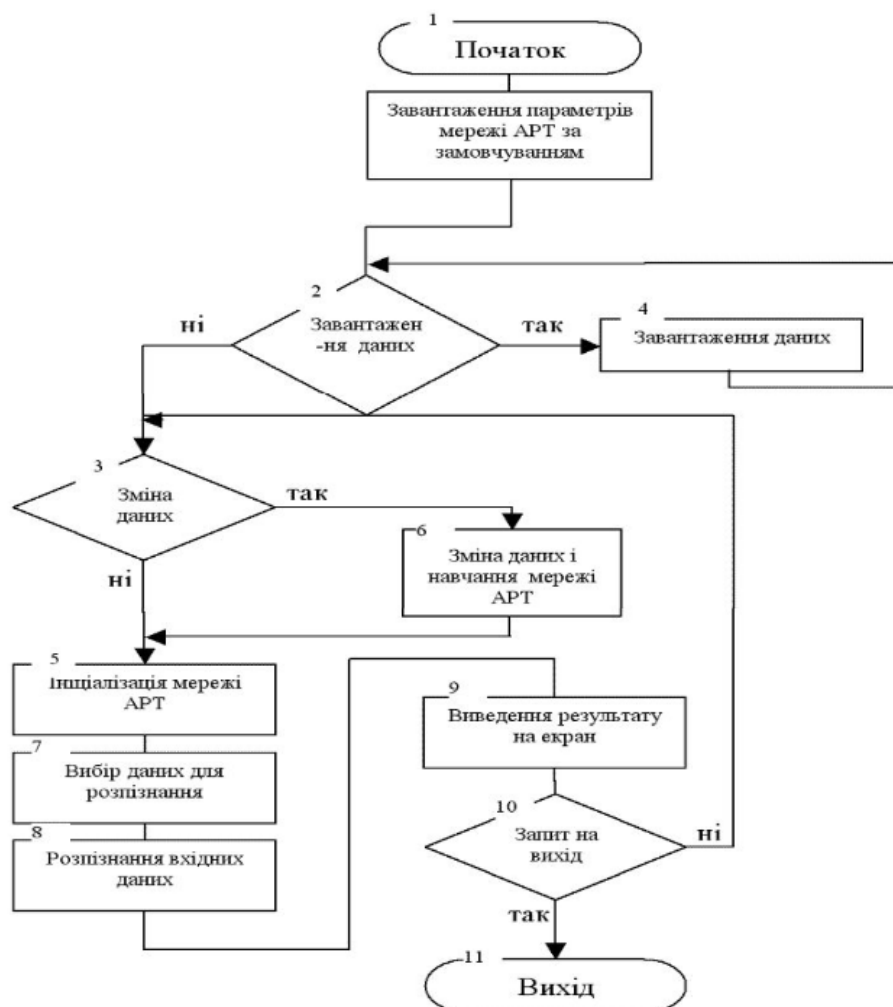 1
Початок
Завантаження параметрів
мережі АРТ за
замовчуванням
2
ні
Завантажен
-ня даних
так
4
Завантаження даних
3
Зміна
даних
так
6
Зміна даних і
навчання мережі
АРТ
ні
5
Ініціалізація мережі
АРТ
7
Вибір даних для
розпізнання
8
Розпізнання вхідних
даних
9
Виведення результату
на екран
10
Запит на
вихід
ні
так
11
Вихід